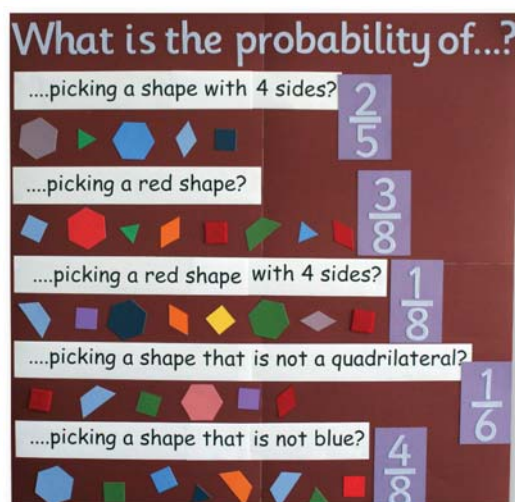 What is the probability of...?
....picking a shape with 4 sides?
2/5
....picking a red shape?
3/8
....picking a red shape with 4 sides?
1/8
....picking a shape that is not a quadrilateral?
1/6
....picking a shape that is not blue?
4/8